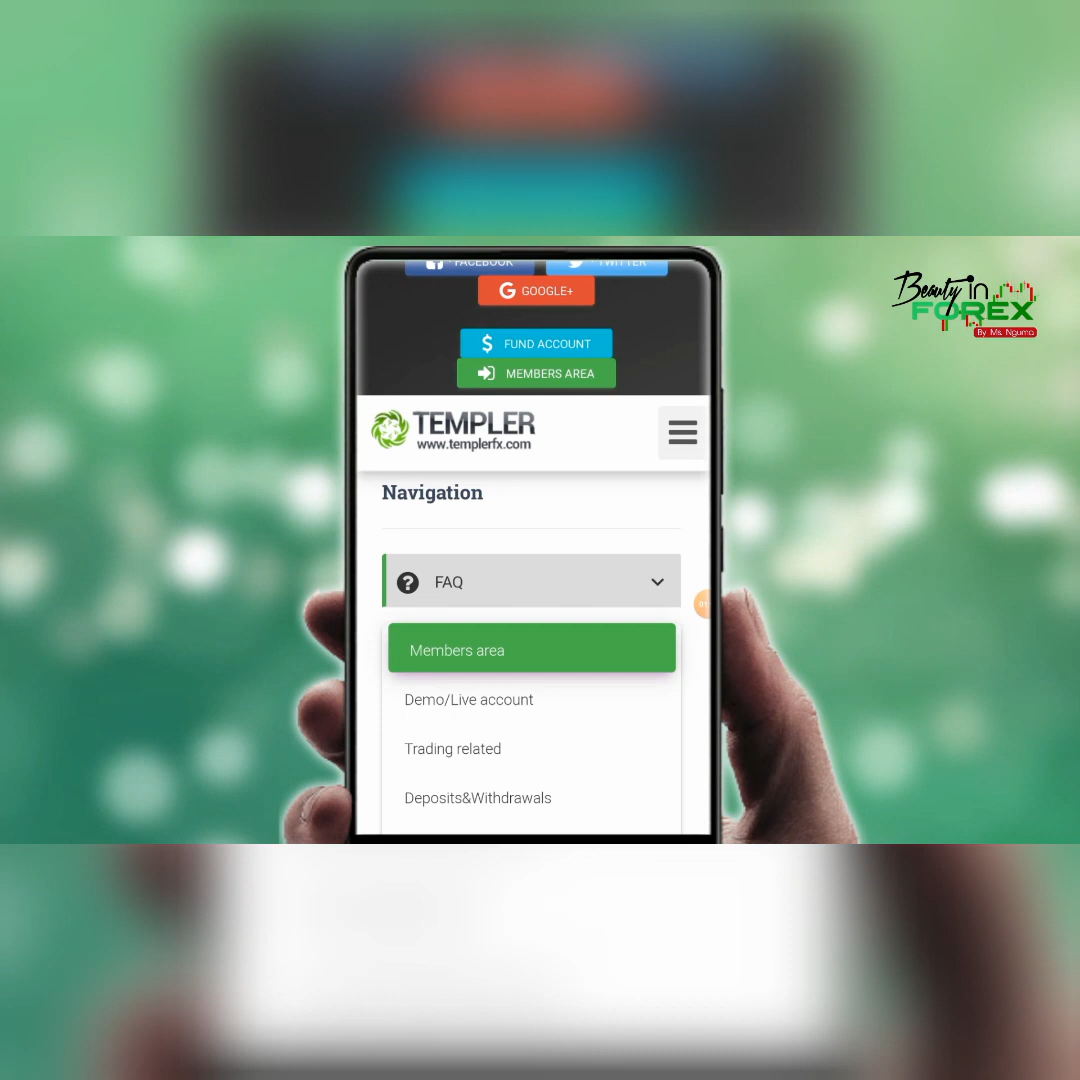 FACEBOOK
TWITTER
GOOGLE+
FUND ACCOUNT
MEMBERS AREA
Beauty in
FOREX
By Ms. Nguma
TEMPLER
www.templerfx.com
Navigation
FAQ
Members area
Demo/Live account
Trading related
Deposits&Withdrawals